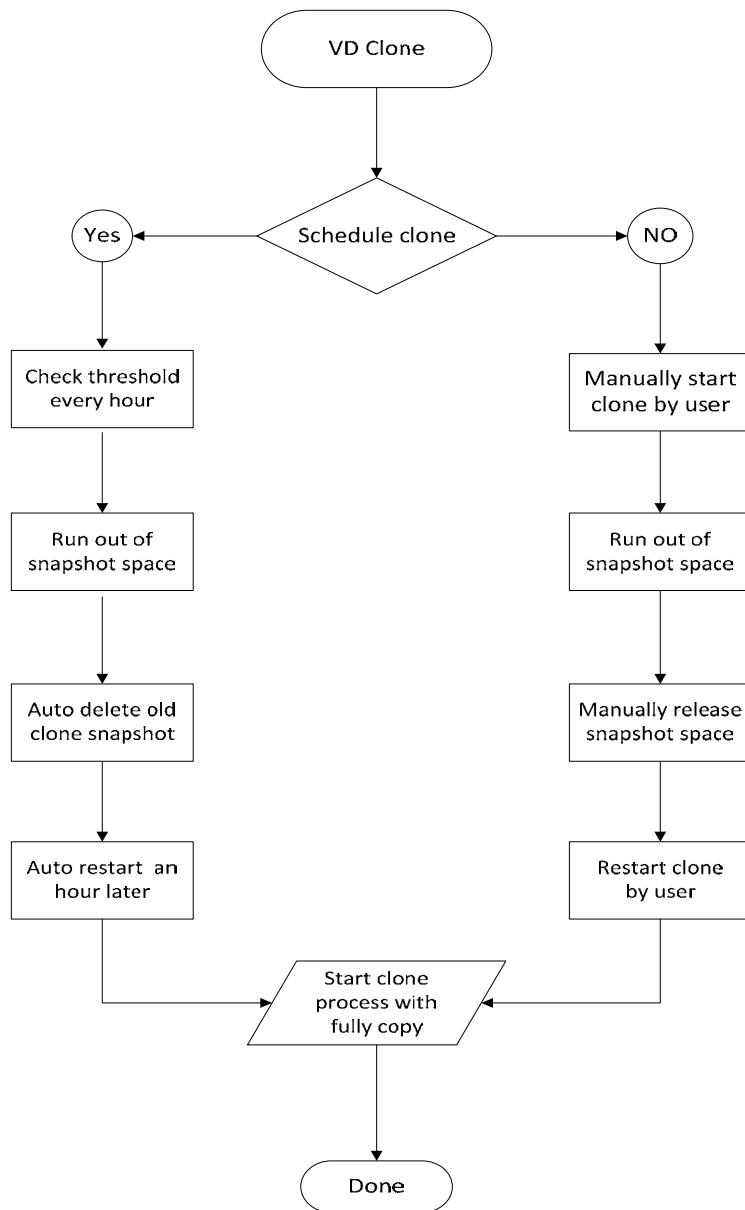 VD Clone
Schedule clone
Yes
NO
Check threshold
every hour
Manually start
clone by user
Run out of
snapshot space
Run out of
snapshot space
Auto delete old
clone snapshot
Manually release
snapshot space
Auto restart an
hour later
Restart clone
by user
Start clone
process with
fully copy
Done